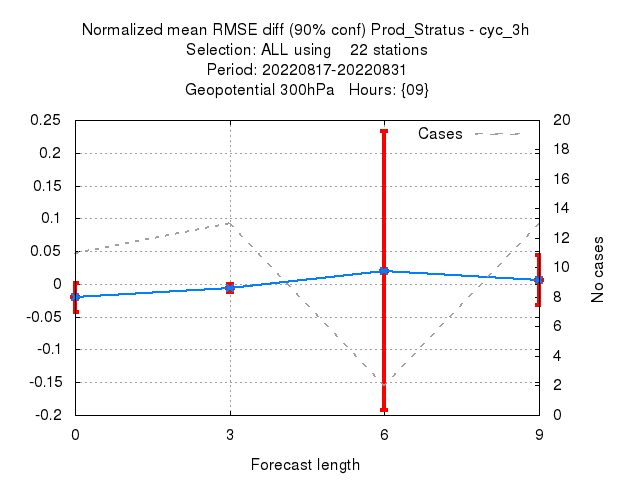 Normalized mean RMSE diff (90% conf) Prod_Stratus - cyc_3h
Selection: ALL using    22 stations
Period: 20220817-20220831
Geopotential 300hPa   Hours: {09}
Cases
0.25
0.2
0.15
0.1
0.05
0
-0.05
-0.1
-0.15
-0.2
20
18
16
14
12
10
8
6
4
2
0
No cases
0 3 6 9
Forecast length